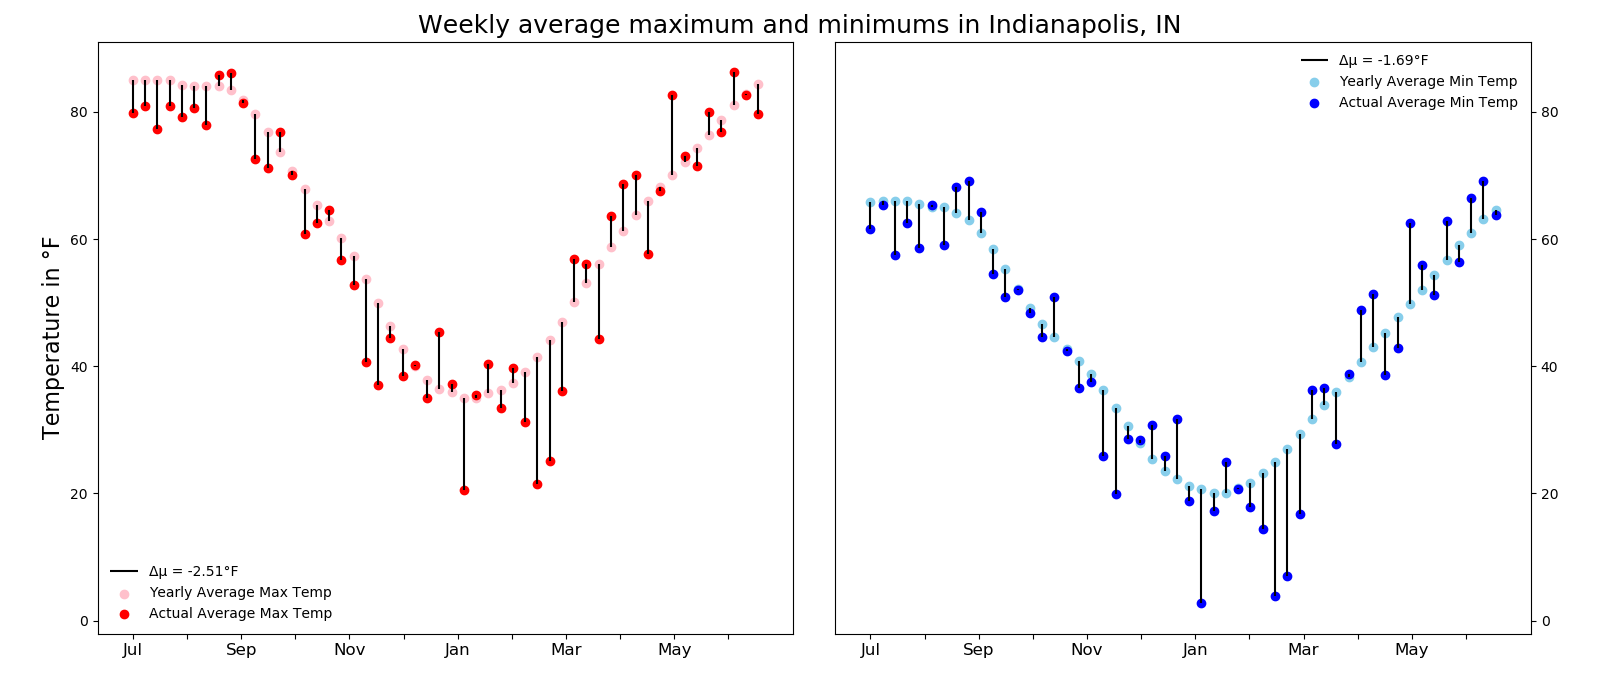 Weekly average maximum and minimums in Indianapolis, IN
Temperature in °F
80
60
40
20
0
Jul
Sep
Nov
Jan
Mar
May
Δμ = -2.51°F
Yearly Average Max Temp
Actual Average Max Temp
Δμ = -1.69°F
Yearly Average Min Temp
Actual Average Min Temp
80
60
40
20
0
Jul
Sep
Nov
Jan
Mar
May